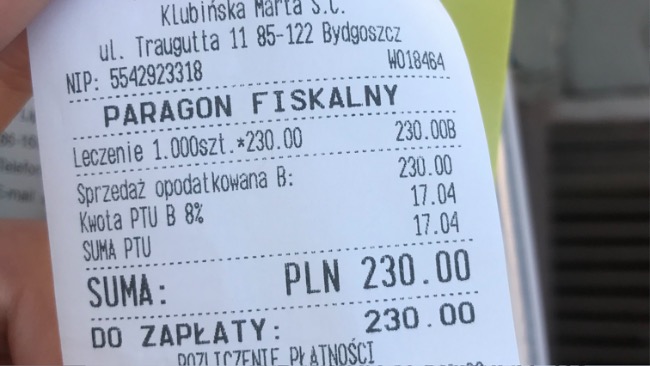 Klubińska Marta S.C.
ul. Traugutta 11 85-122 Bydgoszcz
NIP: 5542923318 W018464
PARAGON FISKALNY
Leczenie 1.000szt.*230.00 230.00B
Sprzedaż opodatkowana B: 230.00
Kwota PTU B 8% 17.04
SUMA PTU 17.04
SUMA: PLN 230.00
DO ZAPŁATY: 230.00
ROZLICZENIE PŁATNOŚCI